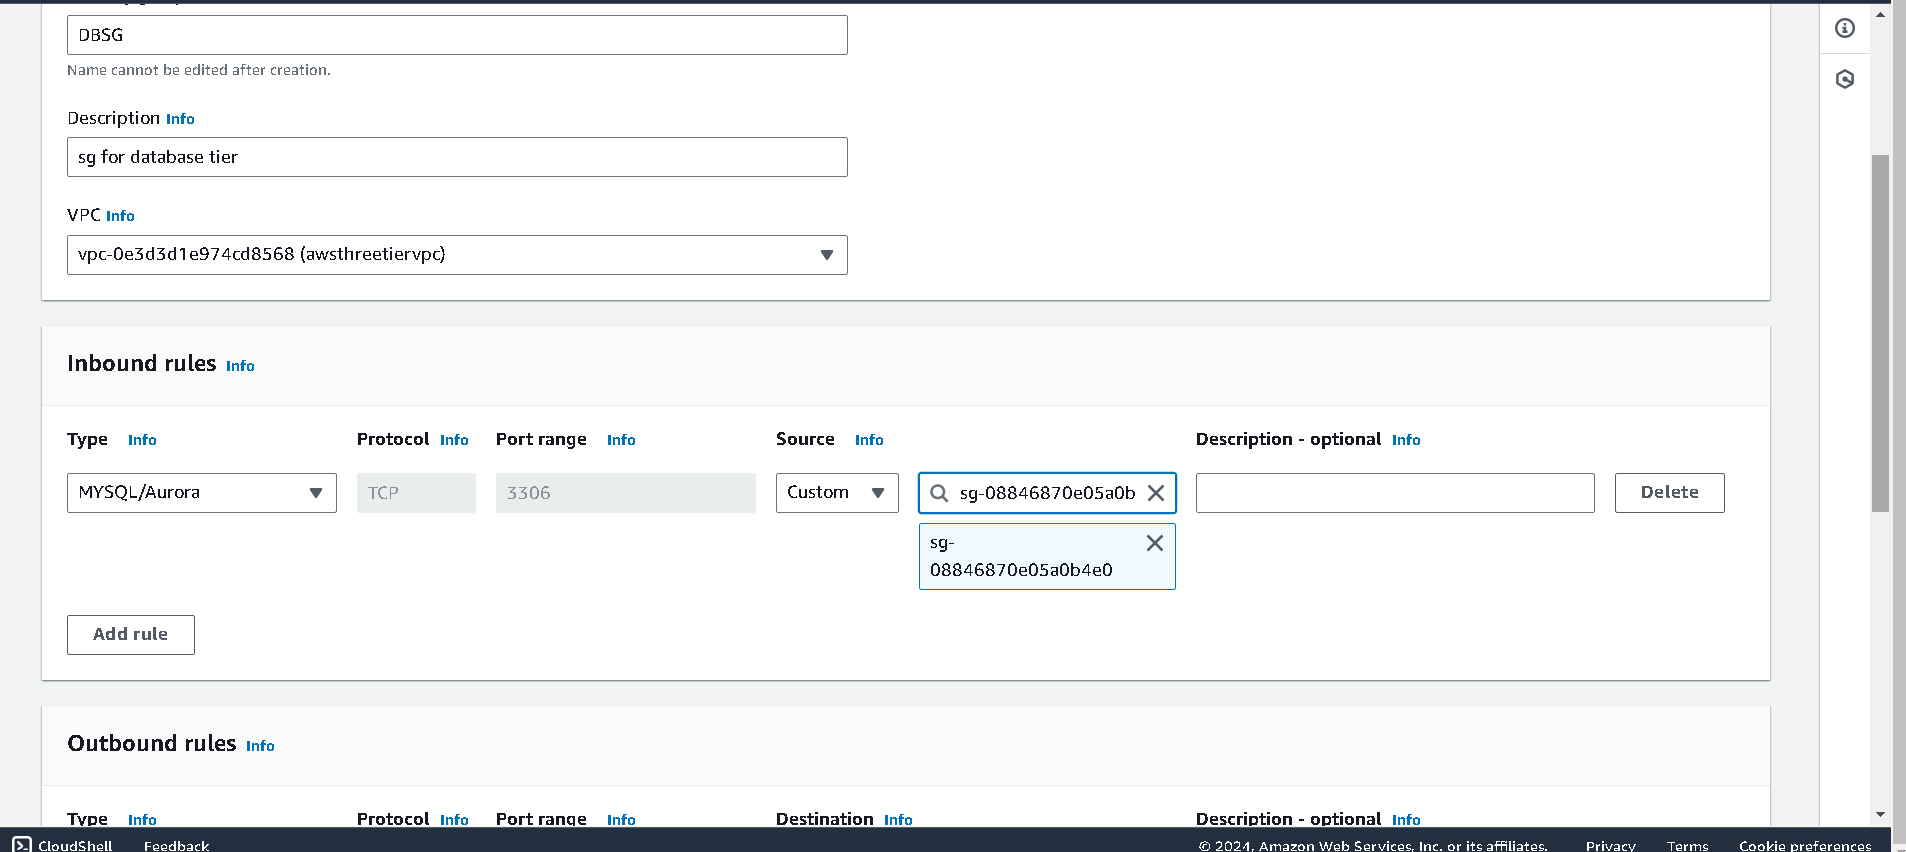 DBSG
Name cannot be edited after creation.
Description Info
sg for database tier
VPC Info
vpc-0e3d3d1e974cd8568 (awsthreetiervpc)
Inbound rules Info
Type Info Protocol Info Port range Info Source Info Description - optional Info
MYSQL/Aurora TCP 3306 Custom sg-08846870e05a0b Delete
sg-
08846870e05a0b4e0
Add rule
Outbound rules Info
Type Info Protocol Info Port range Info Destination Info Description - optional Info
CloudShell Feedback © 2024, Amazon Web Services, Inc. or its affiliates. Privacy Terms Cookie preferences